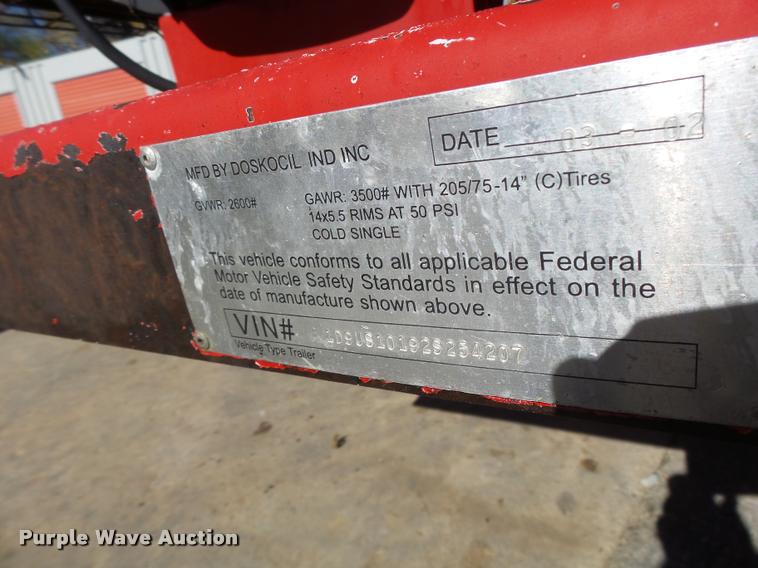 MFD BY DOSKOCIL IND INC
DATE 03 - 02
GVWR: 2600#
GAWR: 3500# WITH 205/75-14" (C)Tires
14x5.5 RIMS AT 50 PSI
COLD SINGLE
This vehicle conforms to all applicable Federal
Motor Vehicle Safety Standards in effect on the
date of manufacture shown above.
VIN# 1D9US101929254207
Vehicle Type Trailer
Purple Wave Auction